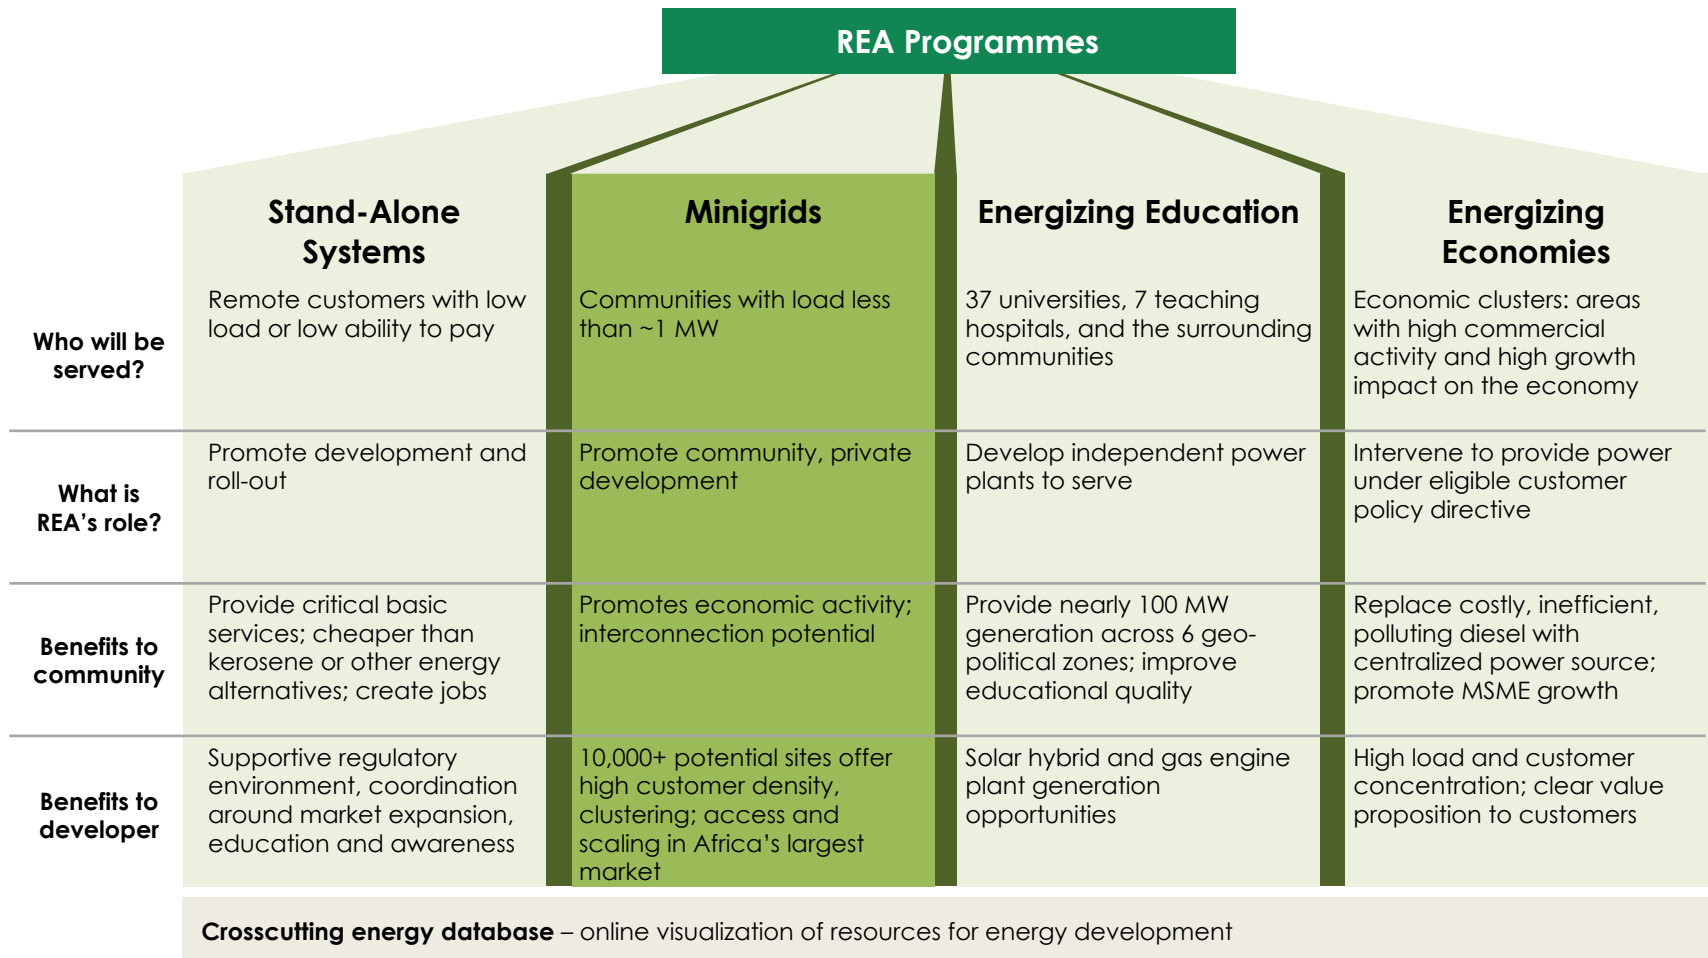 REA Programmes
Stand-Alone
Systems
Minigrids
Energizing Education
Energizing
Economies
Who will be
served?
Remote customers with low
load or low ability to pay
Communities with load less
than ~1 MW
37 universities, 7 teaching
hospitals, and the surrounding
communities
Economic clusters: areas
with high commercial
activity and high growth
impact on the economy
What is
REA’s role?
Promote development and
roll-out
Promote community, private
development
Develop independent power
plants to serve
Intervene to provide power
under eligible customer
policy directive
Benefits to
community
Provide critical basic
services; cheaper than
kerosene or other energy
alternatives; create jobs
Promotes economic activity;
interconnection potential
Provide nearly 100 MW
generation across 6 geo-
political zones; improve
educational quality
Replace costly, inefficient,
polluting diesel with
centralized power source;
promote MSME growth
Benefits to
developer
Supportive regulatory
environment, coordination
around market expansion,
education and awareness
10,000+ potential sites offer
high customer density,
clustering; access and
scaling in Africa’s largest
market
Solar hybrid and gas engine
plant generation
opportunities
High load and customer
concentration; clear value
proposition to customers
Crosscutting energy database – online visualization of resources for energy development